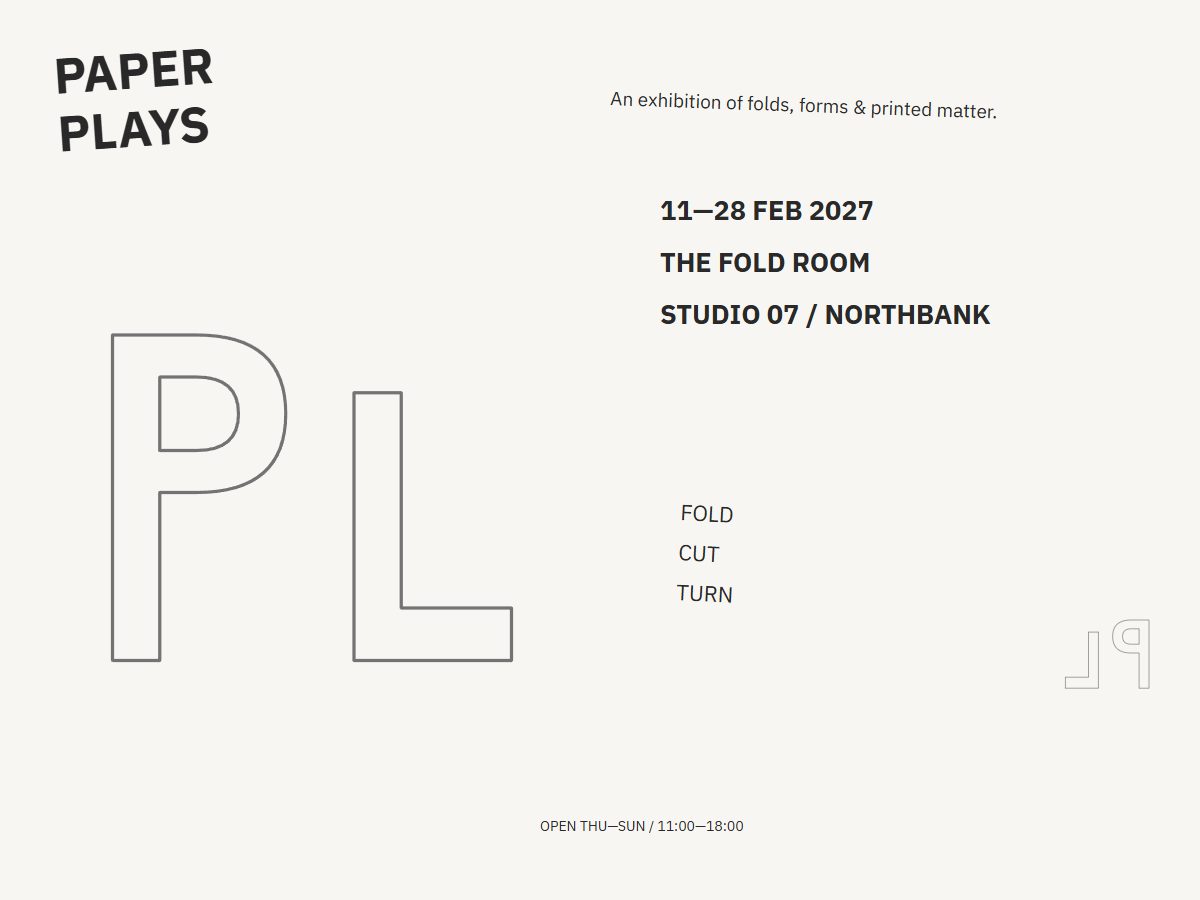 PAPER
PLAYS
An exhibition of folds, forms & printed matter.
11—28 FEB 2027
THE FOLD ROOM
STUDIO 07 / NORTHBANK
PL
FOLD
CUT
TURN
PL
OPEN THU—SUN / 11:00—18:00